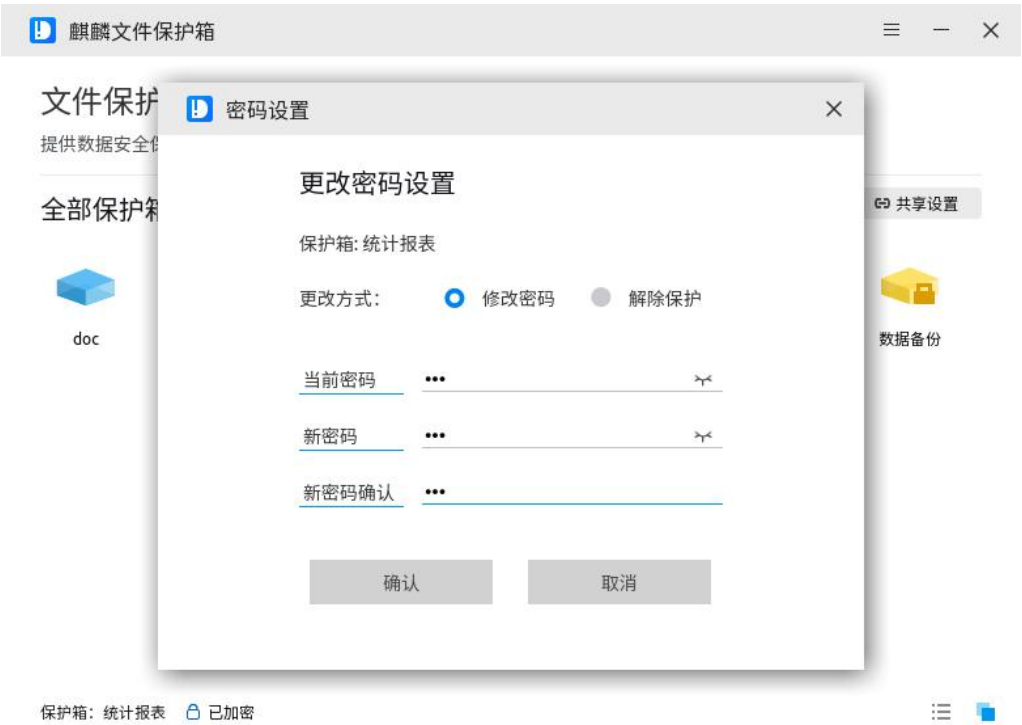 麒麟文件保护箱
文件保护
提供数据安全保
密码设置
更改密码设置
全部保护箱
共享设置
保护箱: 统计报表
更改方式:
修改密码
解除保护
doc
数据备份
当前密码 •••
新密码 •••
新密码确认 •••
确认
取消
保护箱: 统计报表
已加密